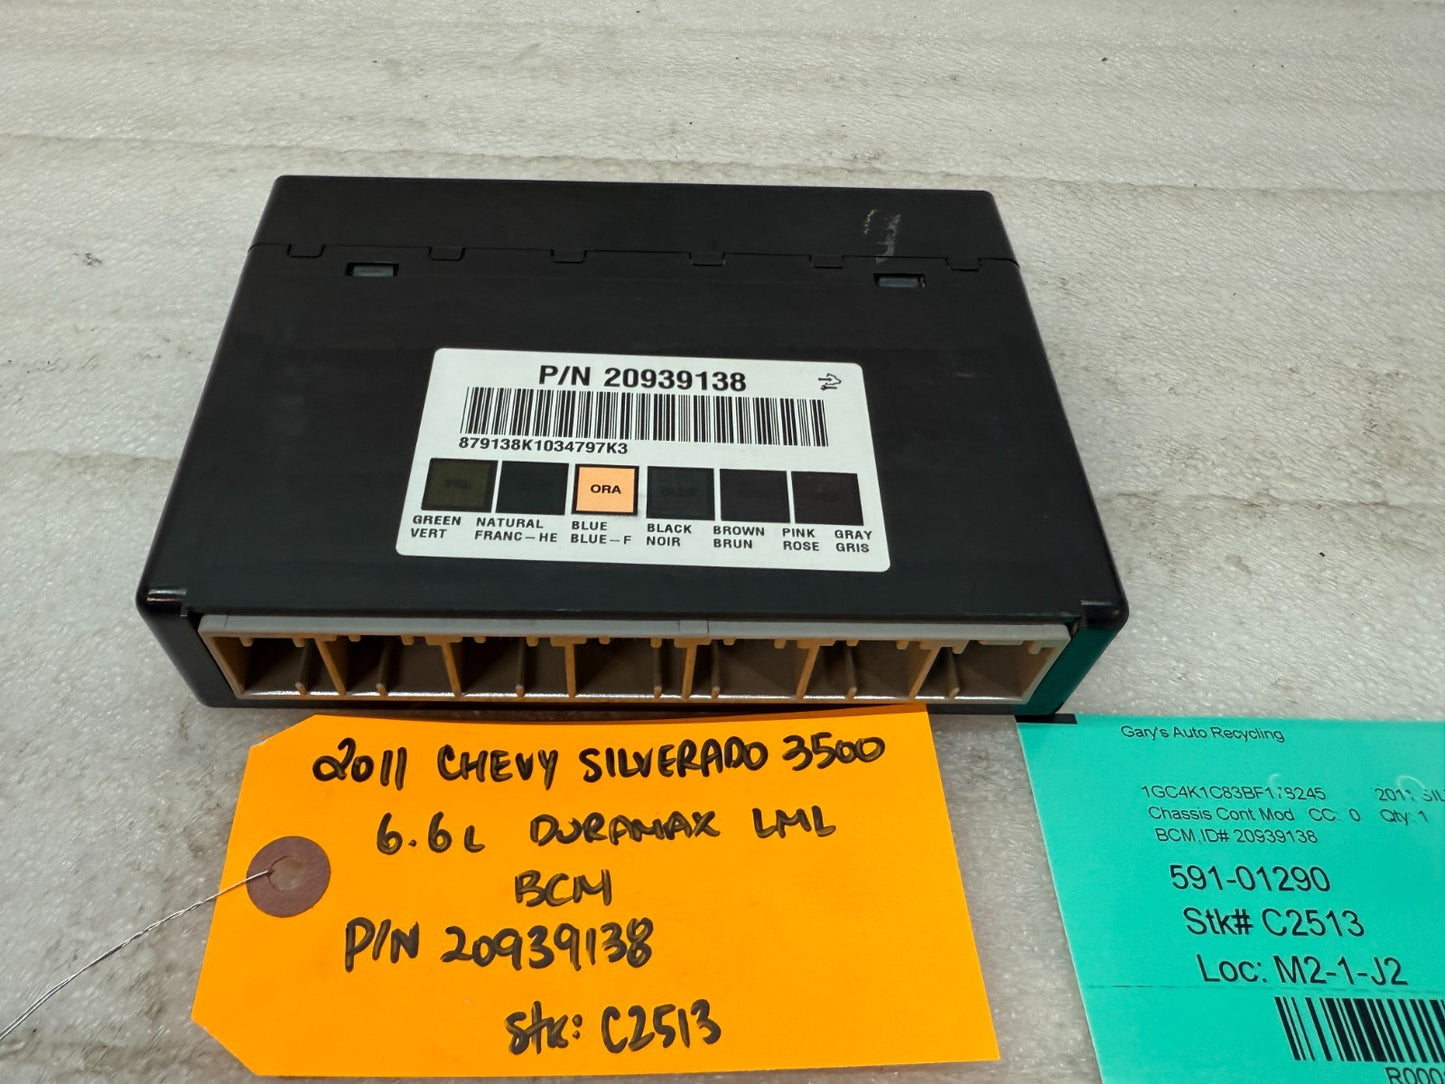 P/N 20939138
879138K1034797K3
ORA
GREEN NATURAL BLUE BLACK BROWN PINK GRAY
VERT FRANC-HE BLUE-F NOIR BRUN ROSE GRIS
2011 CHEVY SILVERADO 3500
6.6L DURAMAX LML
BCM
P/N 20939138
Stk: C2513
Gary's Auto Recycling
2011 SIL
Chassis Cont Mod CC: 0 Qty: 1
BCM,ID# 20939138
591-01290
Stk# C2513
Loc: M2-1-J2